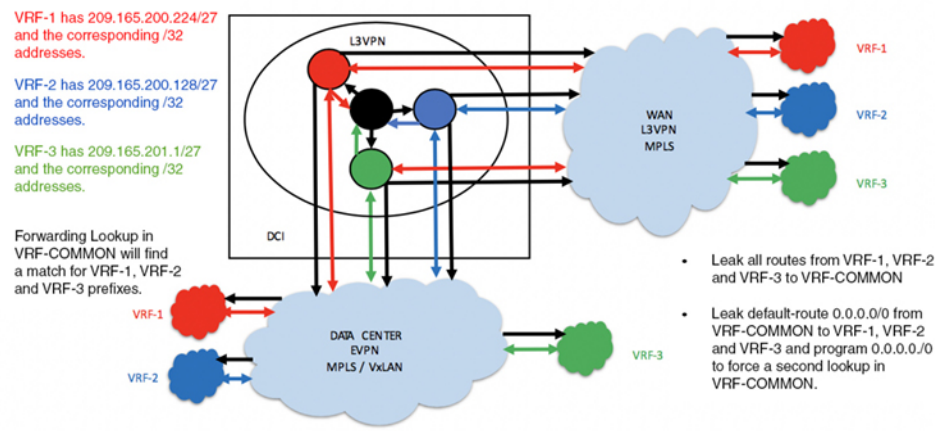 VRF-1 has 209.165.200.224/27
and the corresponding /32
addresses.
VRF-2 has 209.165.200.128/27
and the corresponding /32
addresses.
VRF-3 has 209.165.201.1/27
and the corresponding /32
addresses.
Forwarding Lookup in
VRF-COMMON will find
a match for VRF-1, VRF-2
and VRF-3 prefixes.
L3VPN
DCI
WAN
L3VPN
MPLS
VRF-1
VRF-2
VRF-3
VRF-1
VRF-2
DATA CENTER
EVPN
MPLS / VxLAN
VRF-3
• Leak all routes from VRF-1, VRF-2
and VRF-3 to VRF-COMMON
• Leak default-route 0.0.0.0/0 from
VRF-COMMON to VRF-1, VRF-2
and VRF-3 and program 0.0.0.0./0
to force a second lookup in
VRF-COMMON.